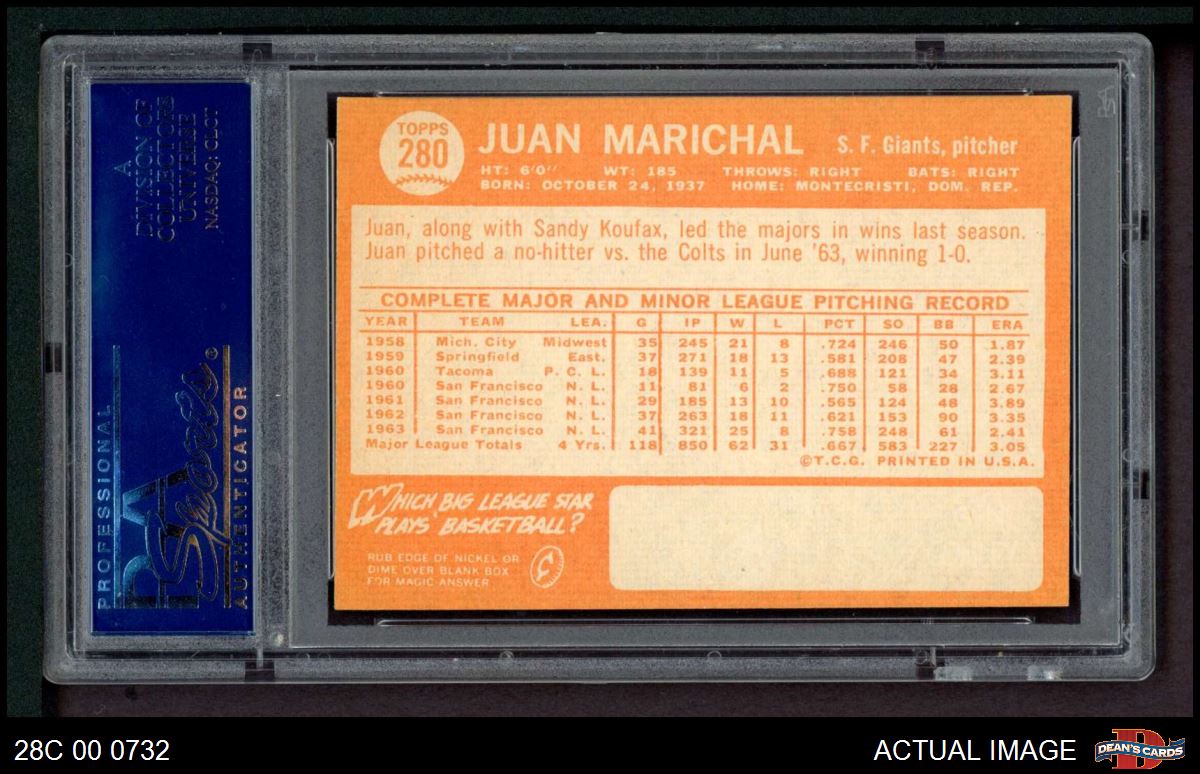 A
DIVISION OF
COLLECTORS
UNIVERSE
NASDAQ: CLCT
PROFESSIONAL
PSA
Sports
®
AUTHENTICATOR
TOPPS
280
JUAN MARICHAL S. F. Giants, pitcher
HT: 6'0" WT: 185 THROWS: RIGHT BATS: RIGHT
BORN: OCTOBER 24, 1937 HOME: MONTECRISTI, DOM. REP.
Juan, along with Sandy Koufax, led the majors in wins last season.
Juan pitched a no-hitter vs. the Colts in June '63, winning 1-0.
COMPLETE MAJOR AND MINOR LEAGUE PITCHING RECORD
YEAR TEAM LEA. G IP W L PCT SO BB ERA
1958 Mich. City Midwest 35 245 21 8 .724 246 50 1.87
1959 Springfield East. 37 271 18 13 .581 208 47 2.39
1960 Tacoma P. C. L. 18 139 11 5 .688 121 34 3.11
1960 San Francisco N. L. 11 81 6 2 .750 58 28 2.67
1961 San Francisco N. L. 29 185 13 10 .565 124 48 3.89
1962 San Francisco N. L. 37 263 18 11 .621 153 90 3.35
1963 San Francisco N. L. 41 321 25 8 .758 248 61 2.41
Major League Totals 4 Yrs. 118 850 62 31 .667 583 227 3.05
©T.C.G. PRINTED IN U.S.A.
WHICH BIG LEAGUE STAR
PLAYS BASKETBALL?
RUB EDGE OF NICKEL OR
DIME OVER BLANK BOX
FOR MAGIC ANSWER
28C 00 0732
ACTUAL IMAGE
D
DEAN'S CARDS